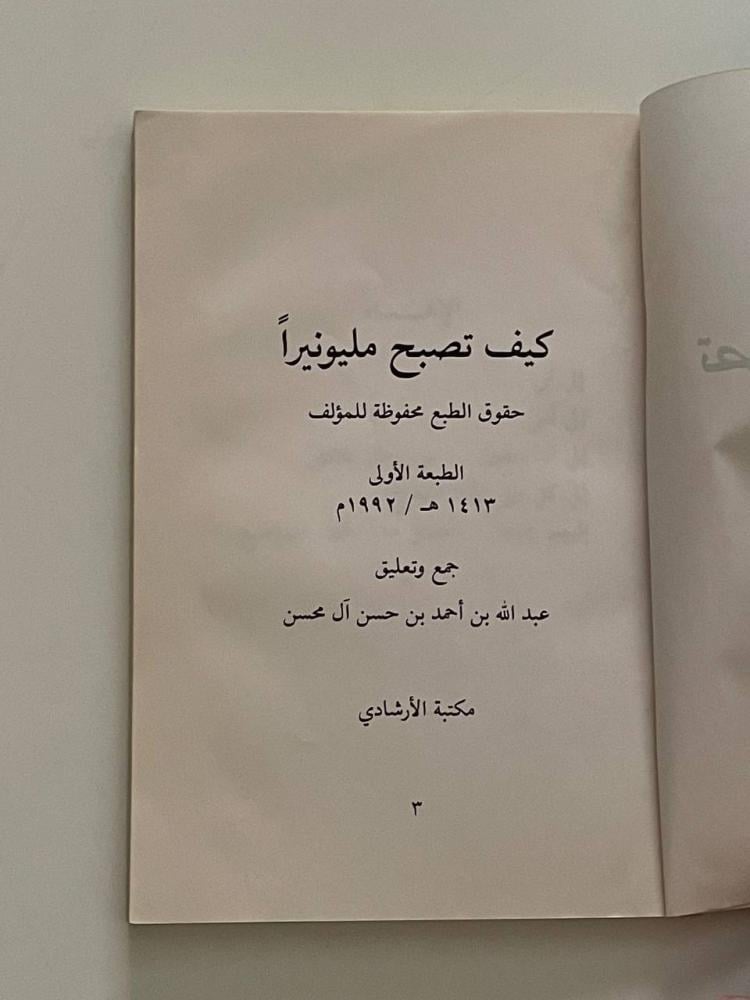 كيف تصبح مليونيراً
حقوق الطبع محفوظة للمؤلف
الطبعة الأولى
١٤١٣ هـ / ١٩٩٢م
جمع وتعليق
عبد الله بن أحمد بن حسن آل محسن
مكتبة الأرشادي
٣